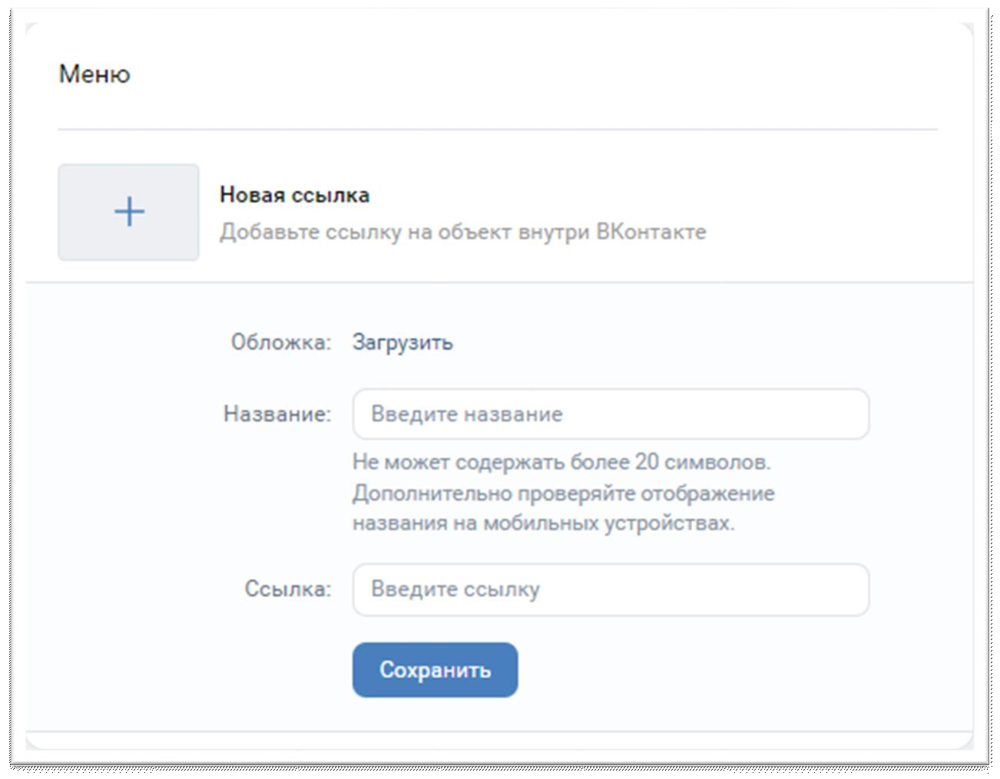 Меню
Новая ссылка
Добавьте ссылку на объект внутри ВКонтакте
Обложка: Загрузить
Название: Введите название
Не может содержать более 20 символов.
Дополнительно проверяйте отображение
названия на мобильных устройствах.
Ссылка: Введите ссылку
Сохранить